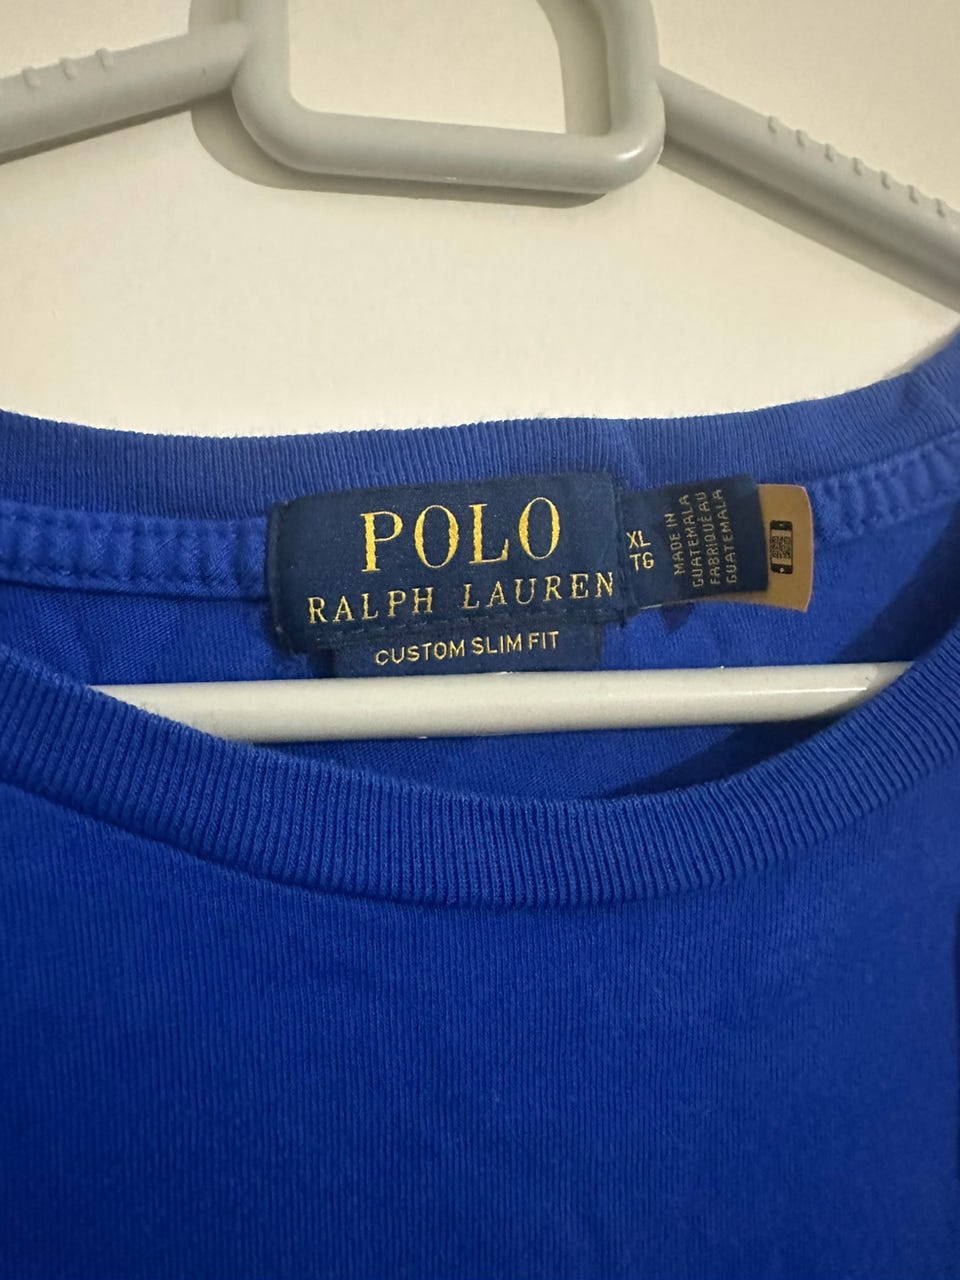 POLO
RALPH LAUREN
CUSTOM SLIM FIT
XL
TG
MADE IN
GUATEMALA
FABRIQUÉ AU
GUATEMALA